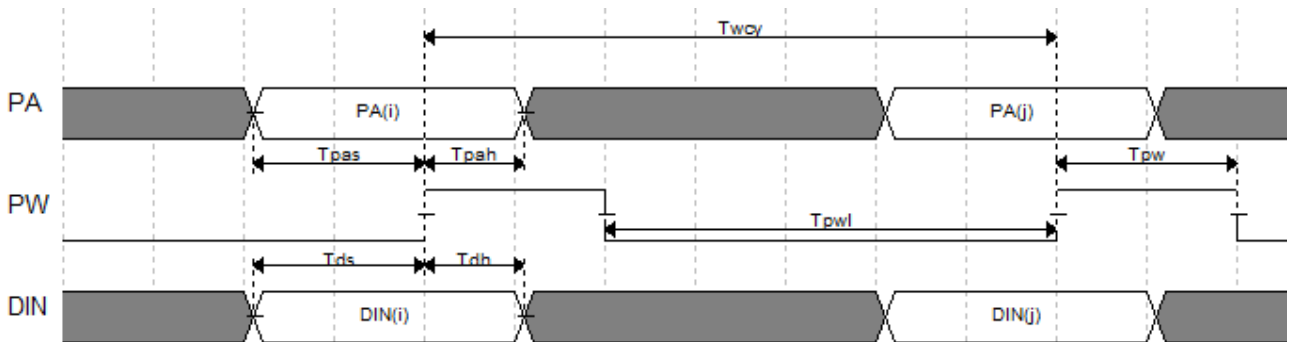 Twcy
PA PA(i) PA(j)
Tpas Tpah Tpw
PW
Tpwl
Tds Tdh
DIN DIN(i) DIN(j)